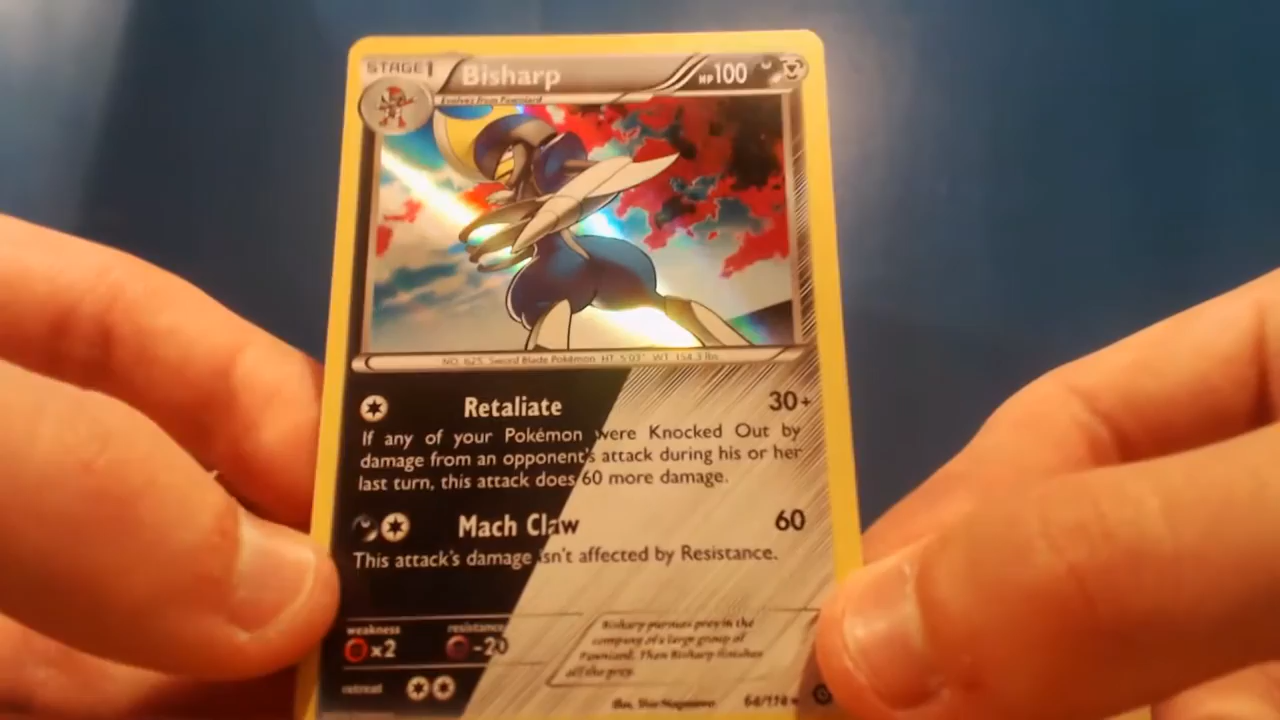 STAGE1
Bisharp
HP100
Evolves from Pawniard
NO. 625 Sword Blade Pokémon HT: 5'03" WT: 154.3 lbs.
Retaliate 30+
If any of your Pokémon were Knocked Out by
damage from an opponent's attack during his or her
last turn, this attack does 60 more damage.
Mach Claw 60
This attack's damage isn't affected by Resistance.
weakness resistance
x2 -20
Bisharp pursues prey in the
company of a large group of
Pawniard. Then Bisharp finishes
off the prey.
retreat
Illus.